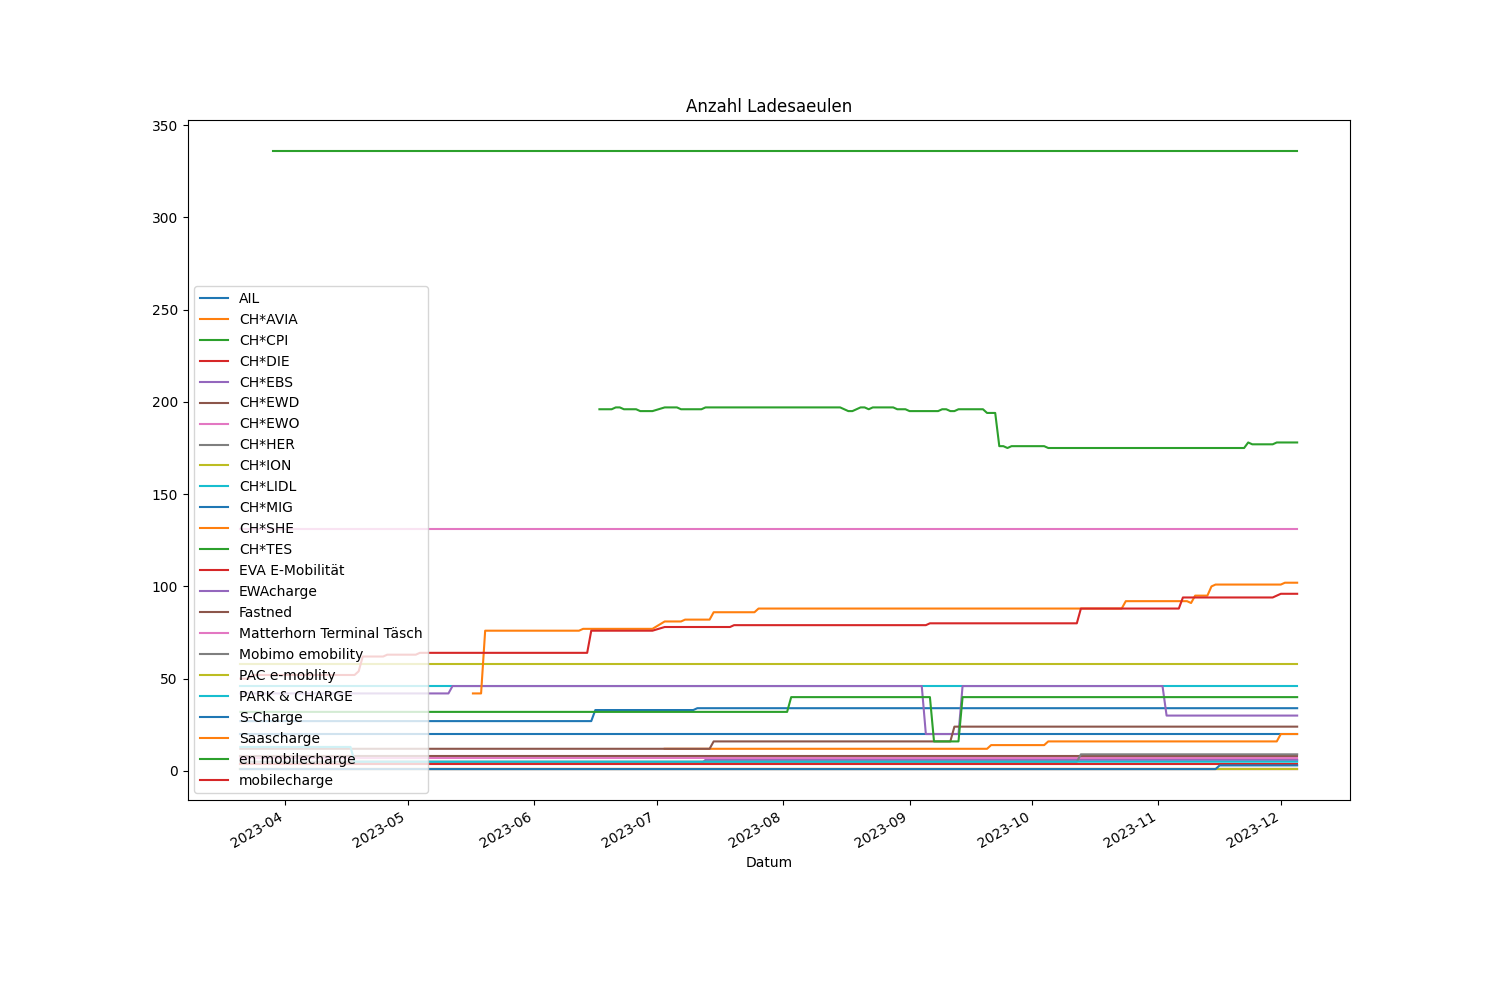 Anzahl Ladesaeulen
350
300
250
200
150
100
50
0
AIL
CH*AVIA
CH*CPI
CH*DIE
CH*EBS
CH*EWD
CH*EWO
CH*HER
CH*ION
CH*LIDL
CH*MIG
CH*SHE
CH*TES
EVA E-Mobilität
EWAcharge
Fastned
Matterhorn Terminal Täsch
Mobimo emobility
PAC e-moblity
PARK & CHARGE
S-Charge
Saascharge
en mobilecharge
mobilecharge
2023-04
2023-05
2023-06
2023-07
2023-08
2023-09
2023-10
2023-11
2023-12
Datum